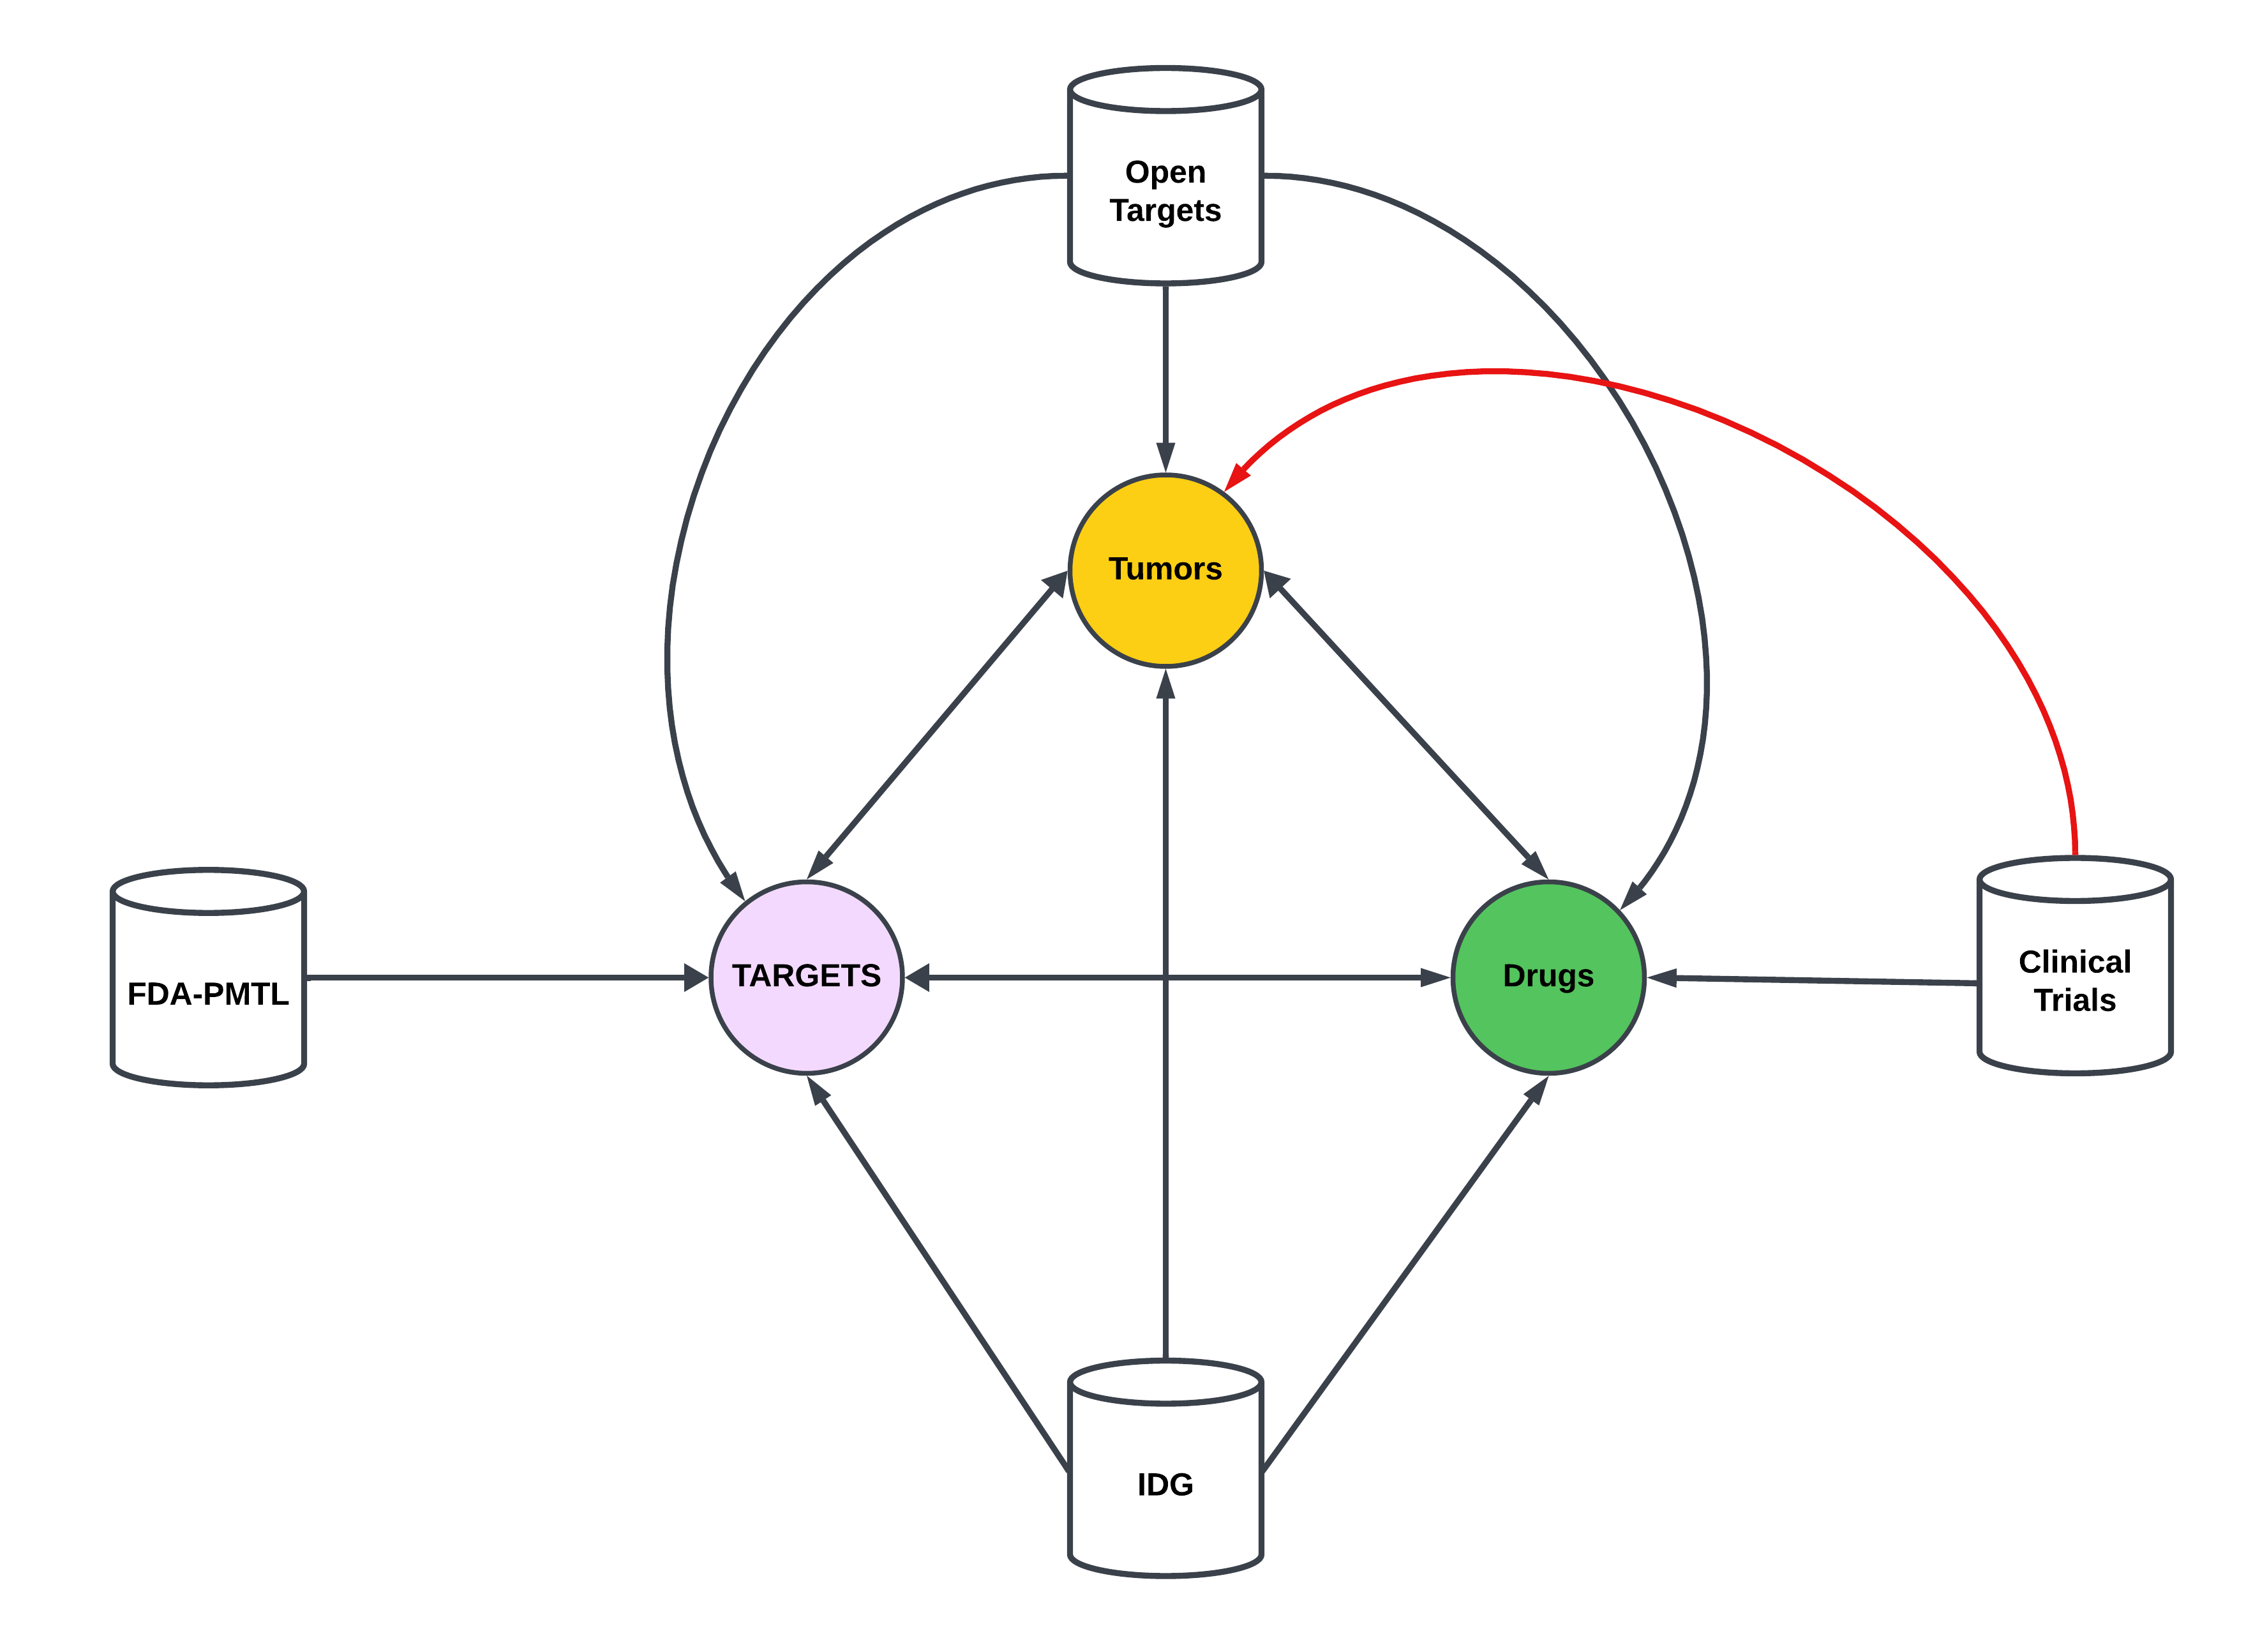 Open
Targets
Tumors
FDA-PMTL
TARGETS
Drugs
Clinical
Trials
IDG